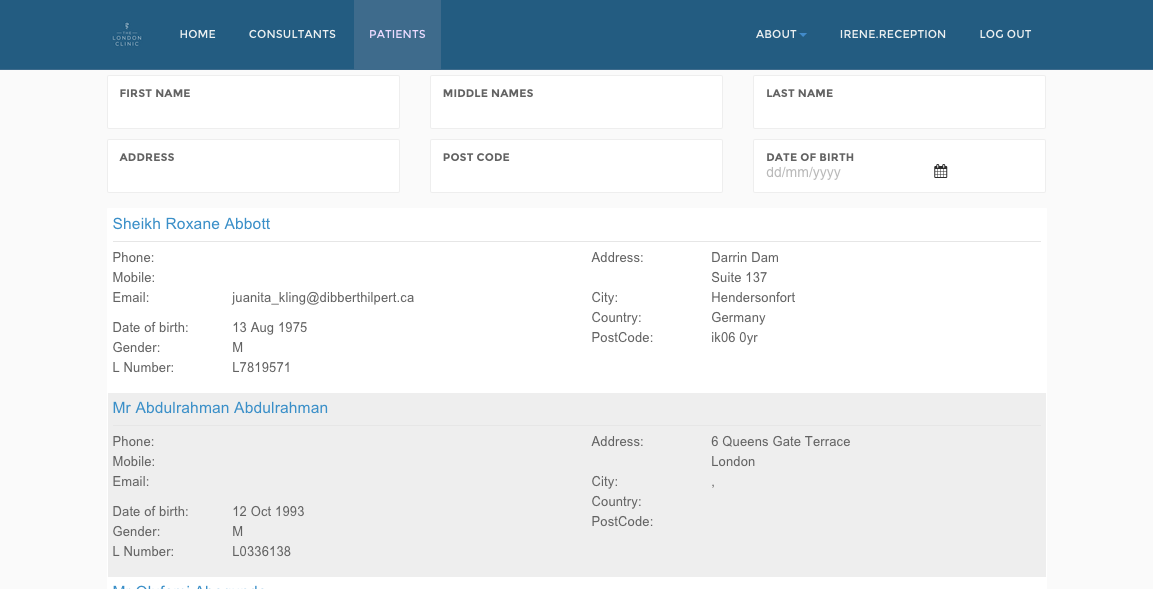 THE
LONDON
CLINIC
HOME CONSULTANTS PATIENTS ABOUT IRENE.RECEPTION LOG OUT
FIRST NAME MIDDLE NAMES LAST NAME
ADDRESS POST CODE DATE OF BIRTH
dd/mm/yyyy
Sheikh Roxane Abbott
Phone: Address: Darrin Dam
Mobile: Suite 137
Email: juanita_kling@dibberthilpert.ca City: Hendersonfort
Country: Germany
Date of birth: 13 Aug 1975
PostCode: ik06 0yr
Gender: M
L Number: L7819571
Mr Abdulrahman Abdulrahman
Phone: Address: 6 Queens Gate Terrace
Mobile: London
Email: City: ,
Country:
Date of birth: 12 Oct 1993
PostCode:
Gender: M
L Number: L0336138